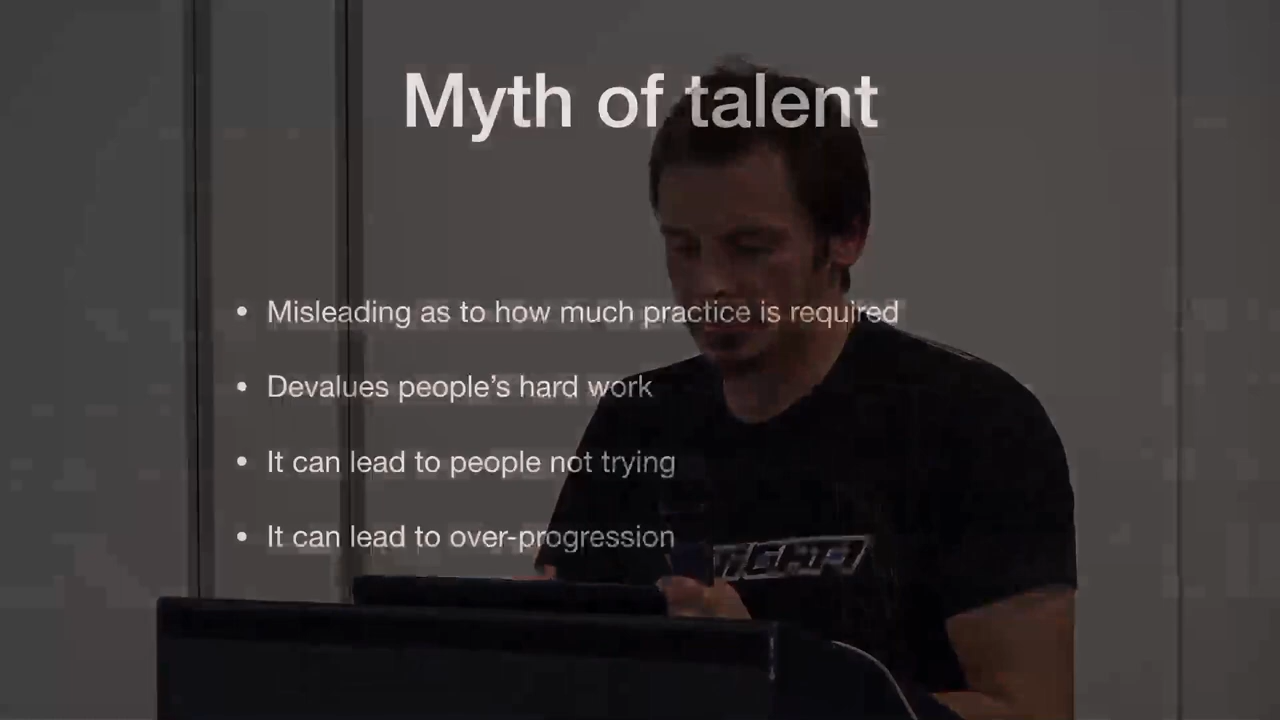 Myth of talent
• Misleading as to how much practice is required
• Devalues people’s hard work
• It can lead to people not trying
• It can lead to over-progression